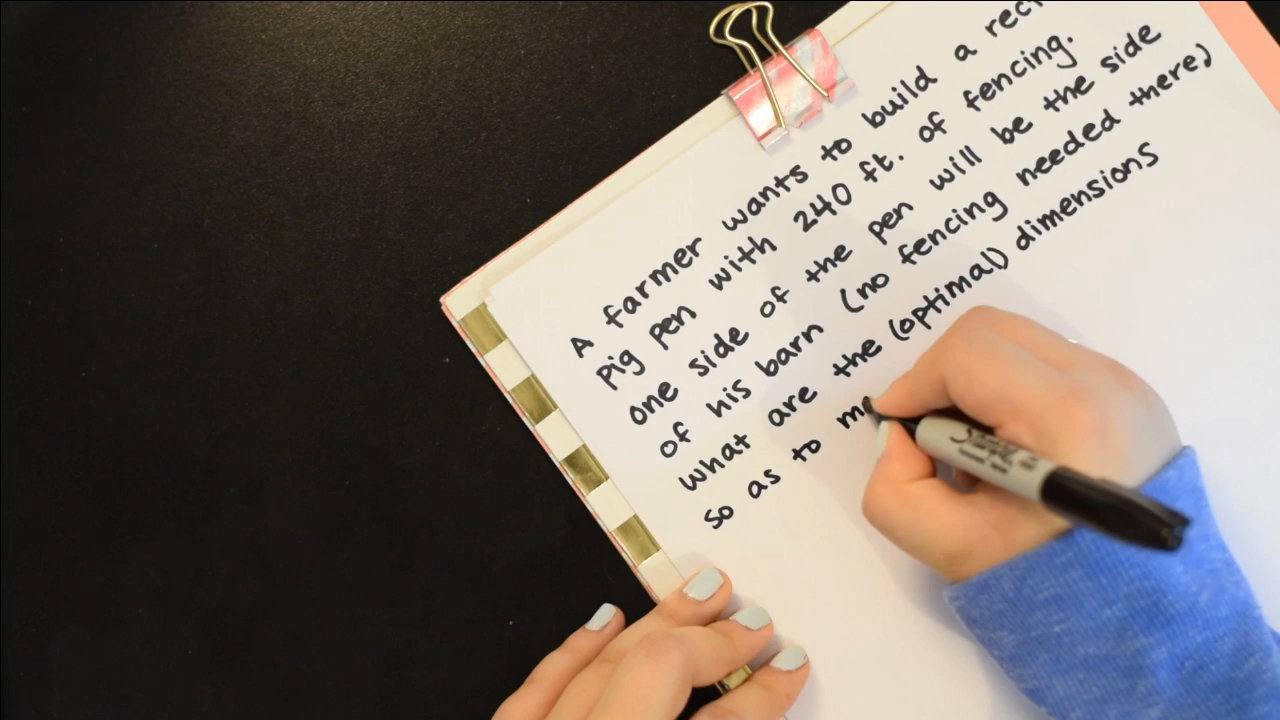 A farmer wants to build a
Pig pen with 240 ft. of fencing.
one side of the pen will be the side
of his barn (no fencing needed there)
what are the (optimal) dimensions
so as to
Sharpie